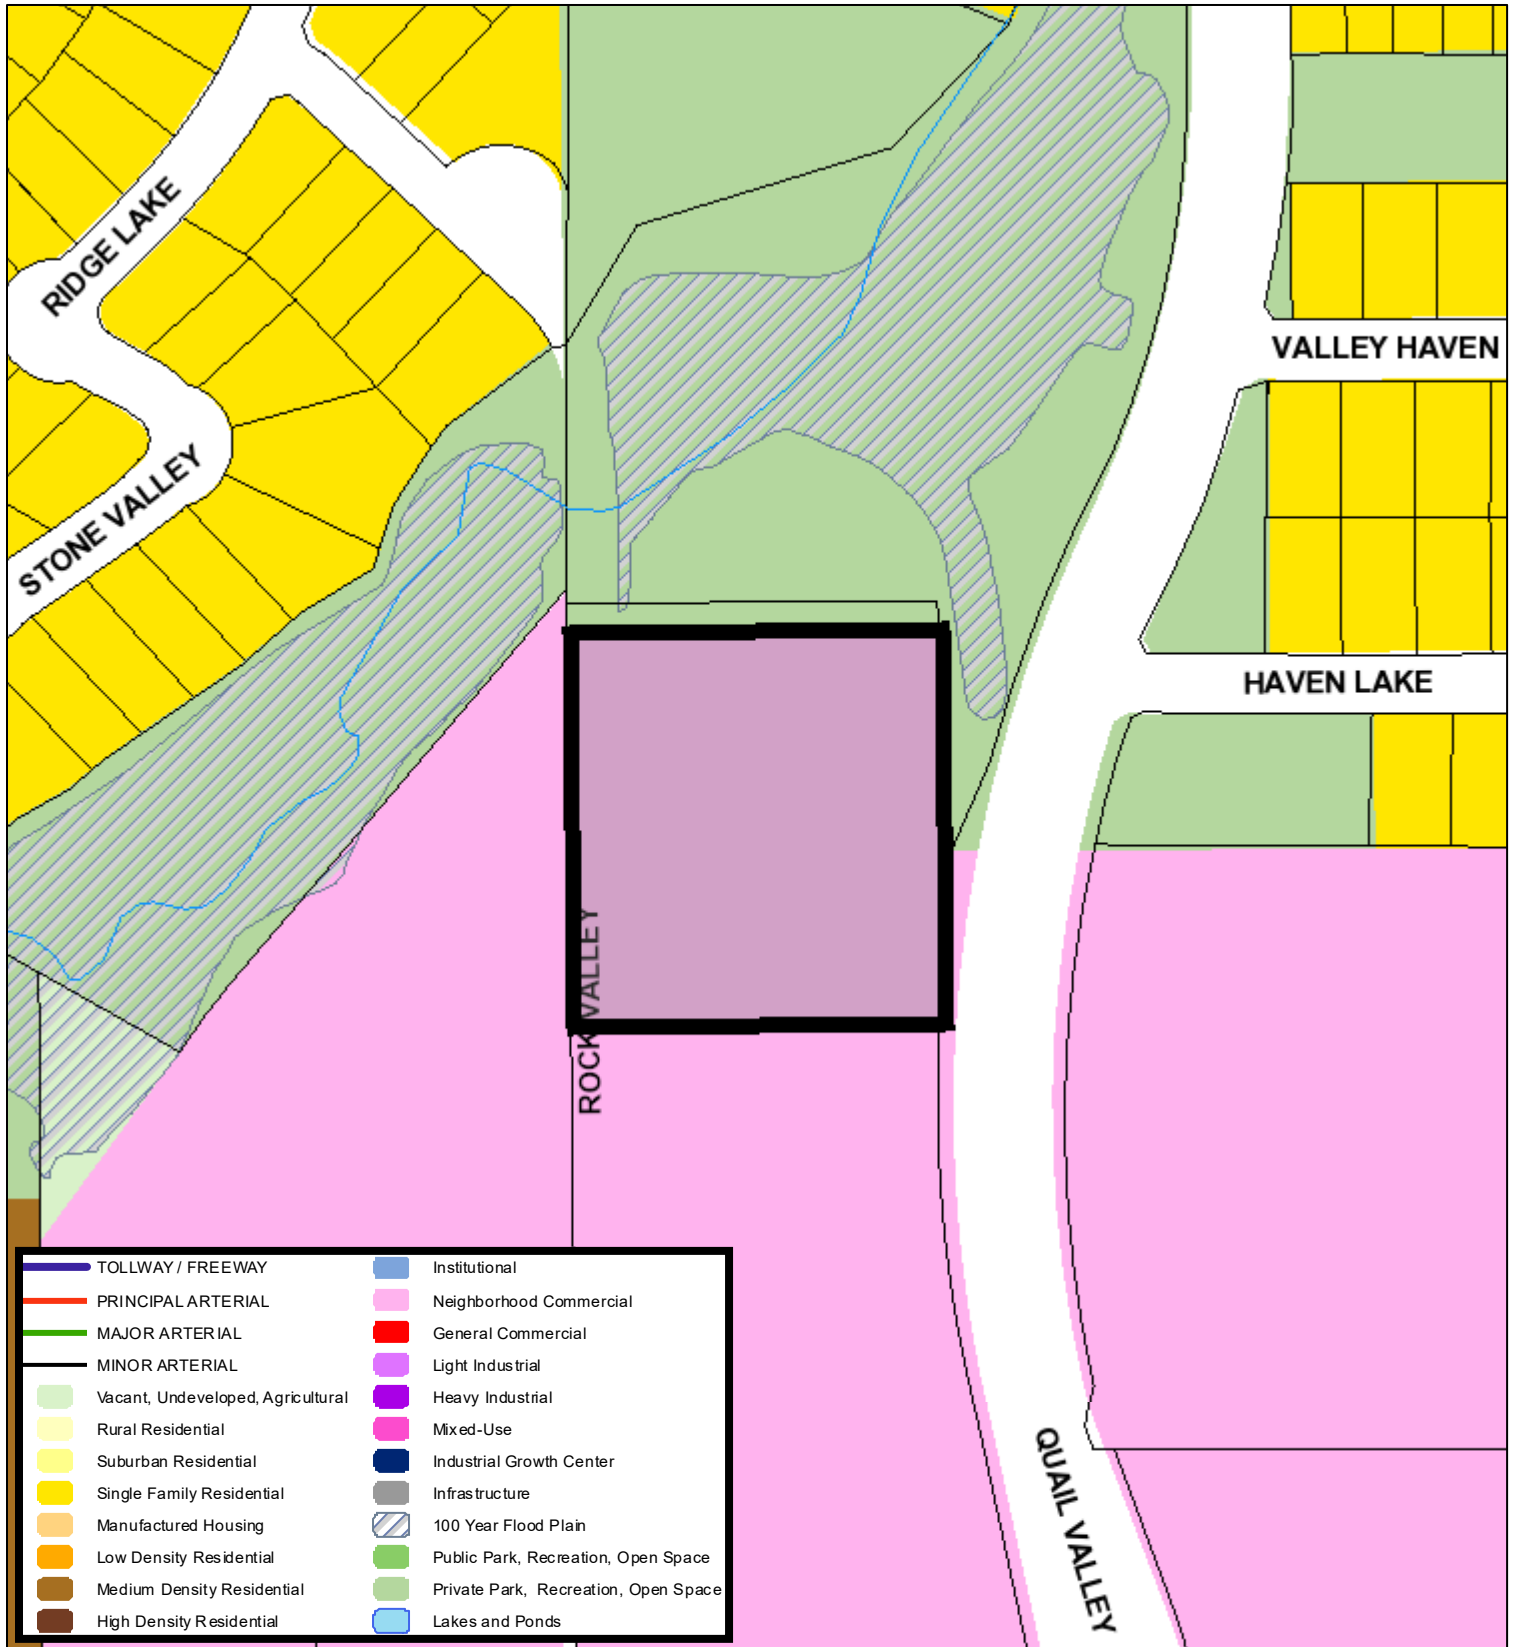 RIDGE LAKE
VALLEY HAVEN
STONE VALLEY
HAVEN LAKE
ROCK VALLEY
QUAIL VALLEY
TOLLWAY / FREEWAY
PRINCIPAL ARTERIAL
MAJOR ARTERIAL
MINOR ARTERIAL
Vacant, Undeveloped, Agricultural
Rural Residential
Suburban Residential
Single Family Residential
Manufactured Housing
Low Density Residential
Medium Density Residential
High Density Residential
Institutional
Neighborhood Commercial
General Commercial
Light Industrial
Heavy Industrial
Mixed-Use
Industrial Growth Center
Infrastructure
100 Year Flood Plain
Public Park, Recreation, Open Space
Private Park, Recreation, Open Space
Lakes and Ponds